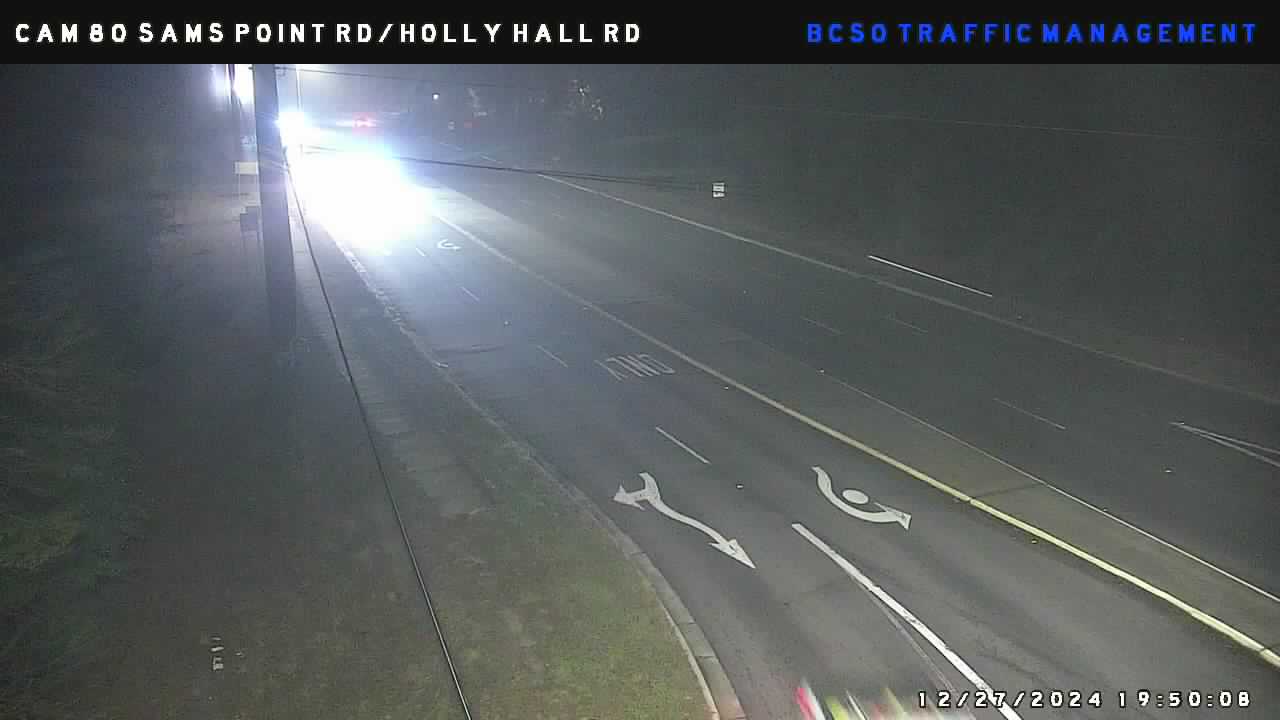 CAM 80 SAMS POINT RD/HOLLY HALL RD
BCSO TRAFFIC MANAGEMENT
ONLY
12/27/2024 19:50:08